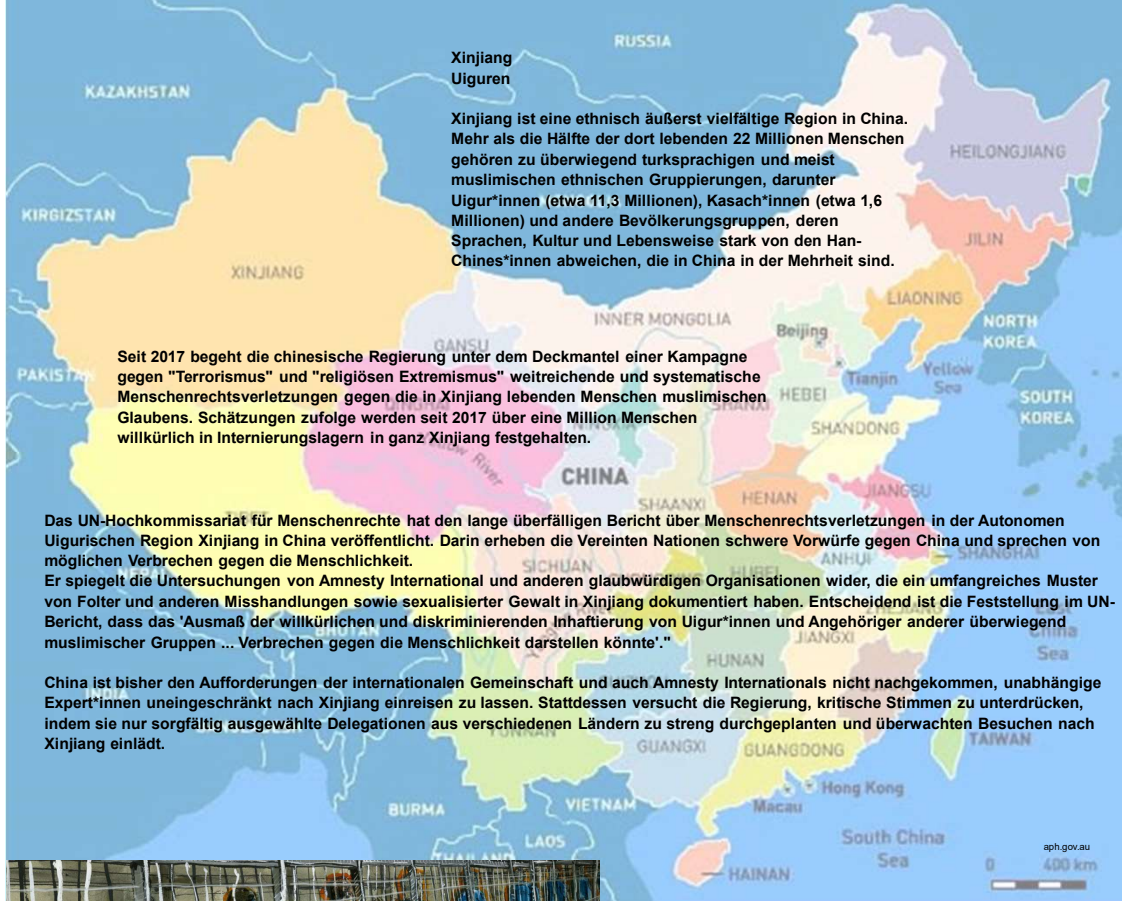 Xinjiang
Uiguren
Xinjiang ist eine ethnisch äußerst vielfältige Region in China.
Mehr als die Hälfte der dort lebenden 22 Millionen Menschen
gehören zu überwiegend turksprachigen und meist
muslimischen ethnischen Gruppierungen, darunter
Uigur*innen (etwa 11,3 Millionen), Kasach*innen (etwa 1,6
Millionen) und andere Bevölkerungsgruppen, deren
Sprachen, Kultur und Lebensweise stark von den Han-
Chines*innen abweichen, die in China in der Mehrheit sind.
Seit 2017 begeht die chinesische Regierung unter dem Deckmantel einer Kampagne
gegen "Terrorismus" und "religiösen Extremismus" weitreichende und systematische
Menschenrechtsverletzungen gegen die in Xinjiang lebenden Menschen muslimischen
Glaubens. Schätzungen zufolge werden seit 2017 über eine Million Menschen
willkürlich in Internierungslagern in ganz Xinjiang festgehalten.
Das UN-Hochkommissariat für Menschenrechte hat den lange überfälligen Bericht über Menschenrechtsverletzungen in der Autonomen
Uigurischen Region Xinjiang in China veröffentlicht. Darin erheben die Vereinten Nationen schwere Vorwürfe gegen China und sprechen von
möglichen Verbrechen gegen die Menschlichkeit.
Er spiegelt die Untersuchungen von Amnesty International und anderen glaubwürdigen Organisationen wider, die ein umfangreiches Muster
von Folter und anderen Misshandlungen sowie sexualisierter Gewalt in Xinjiang dokumentiert haben. Entscheidend ist die Feststellung im UN-
Bericht, dass das 'Ausmaß der willkürlichen und diskriminierenden Inhaftierung von Uigur*innen und Angehöriger anderer überwiegend
muslimischer Gruppen ... Verbrechen gegen die Menschlichkeit darstellen könnte'."
China ist bisher den Aufforderungen der internationalen Gemeinschaft und auch Amnesty Internationals nicht nachgekommen, unabhängige
Expert*innen uneingeschränkt nach Xinjiang einreisen zu lassen. Stattdessen versucht die Regierung, kritische Stimmen zu unterdrücken,
indem sie nur sorgfältig ausgewählte Delegationen aus verschiedenen Ländern zu streng durchgeplanten und überwachten Besuchen nach
Xinjiang einlädt.
RUSSIA
KAZAKHSTAN
HEILONGJIANG
KIRGIZSTAN
JILIN
XINJIANG
LIAONING
INNER MONGOLIA
NORTH
KOREA
Beijing
GANSU
PAKISTAN
Tianjin
Yellow
Sea
HEBEI
SOUTH
KOREA
SHANXI
QINGHAI
NINGXIA
SHANDONG
CHINA
SHAANXI
HENAN
JIANGSU
TIBET
SHANGHAI
ANHUI
SICHUAN
HUBEI
NEPAL
ZHEJIANG
BHUTAN
China
Sea
JIANGXI
HUNAN
INDIA
YUNNAN
GUANGXI
GUANGDONG
TAIWAN
Hong Kong
Macau
BURMA
VIETNAM
LAOS
THAILAND
South China
Sea
HAINAN
aph.gov.au
0 400 km